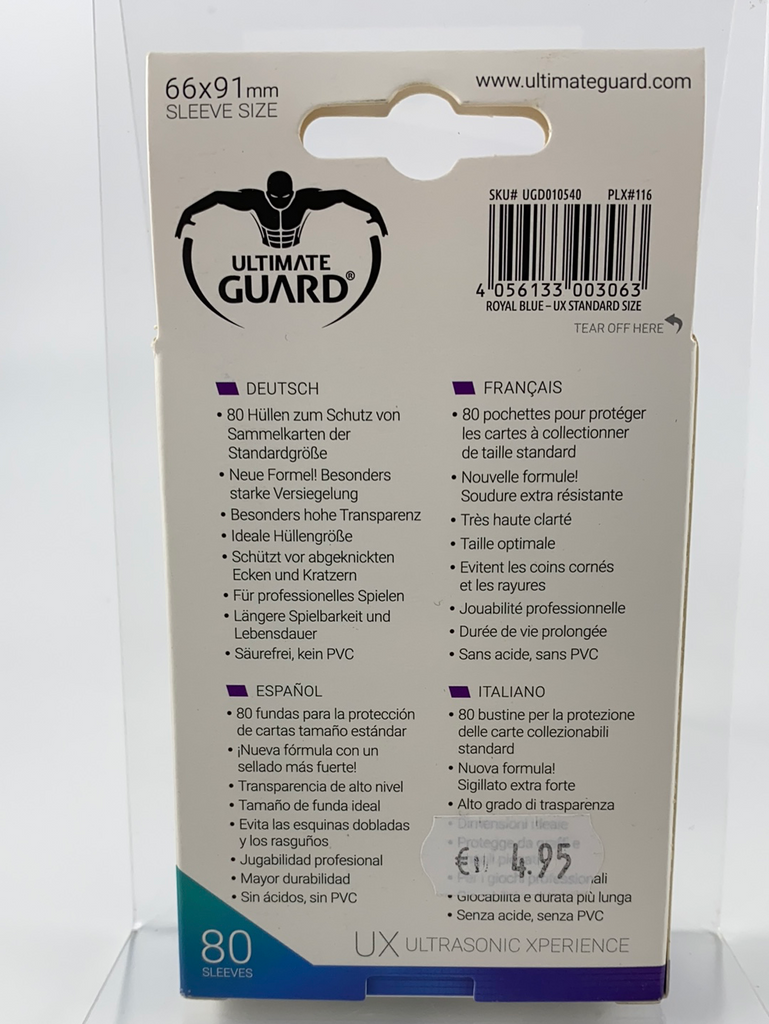 66x91mm
SLEEVE SIZE
www.ultimateguard.com
ULTIMATE
GUARD®
SKU# UGD010540 PLX#116
4 056133 003063
ROYAL BLUE – UX STANDARD SIZE
TEAR OFF HERE
DEUTSCH
• 80 Hüllen zum Schutz von
Sammelkarten der
Standardgröße
• Neue Formel! Besonders
starke Versiegelung
• Besonders hohe Transparenz
• Ideale Hüllengröße
• Schützt vor abgeknickten
Ecken und Kratzern
• Für professionelles Spielen
• Längere Spielbarkeit und
Lebensdauer
• Säurefrei, kein PVC
FRANÇAIS
• 80 pochettes pour protéger
les cartes à collectionner
de taille standard
• Nouvelle formule!
Soudure extra résistante
• Très haute clarté
• Taille optimale
• Evitent les coins cornés
et les rayures
• Jouabilité professionnelle
• Durée de vie prolongée
• Sans acide, sans PVC
ESPAÑOL
• 80 fundas para la protección
de cartas tamaño estándar
• ¡Nueva fórmula con un
sellado más fuerte!
• Transparencia de alto nivel
• Tamaño de funda ideal
• Evita las esquinas dobladas
y los rasguños
• Jugabilidad profesional
• Mayor durabilidad
• Sin ácidos, sin PVC
ITALIANO
• 80 bustine per la protezione
delle carte collezionabili
standard
• Nuova formula!
Sigillato extra forte
• Alto grado di trasparenza
• Dimensioni ideale
• Protegge da
€ 4.95
• Per i giochi professionali
• Giocabilità e durata più lunga
• Senza acide, senza PVC
80
SLEEVES
UX ULTRASONIC XPERIENCE